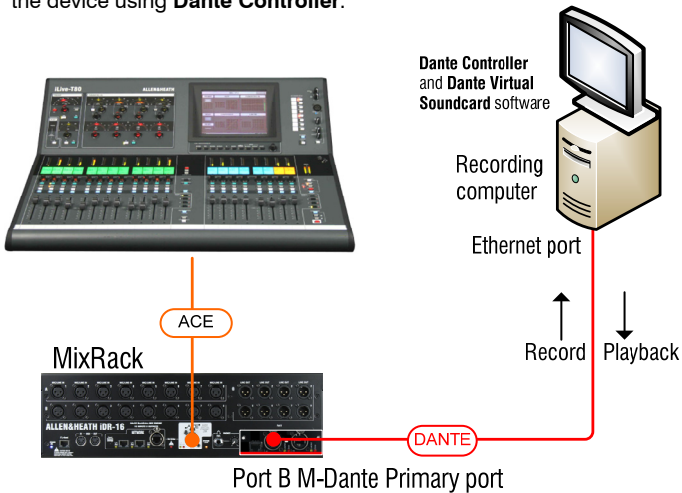 the device using Dante Controller.
Dante Controller
and Dante Virtual
Soundcard software
iLive-T80
ALLEN&HEATH
Recording
computer
Ethernet port
ACE
Record
Playback
MixRack
ALLEN&HEATH iDR-16
DANTE
Port B M-Dante Primary port